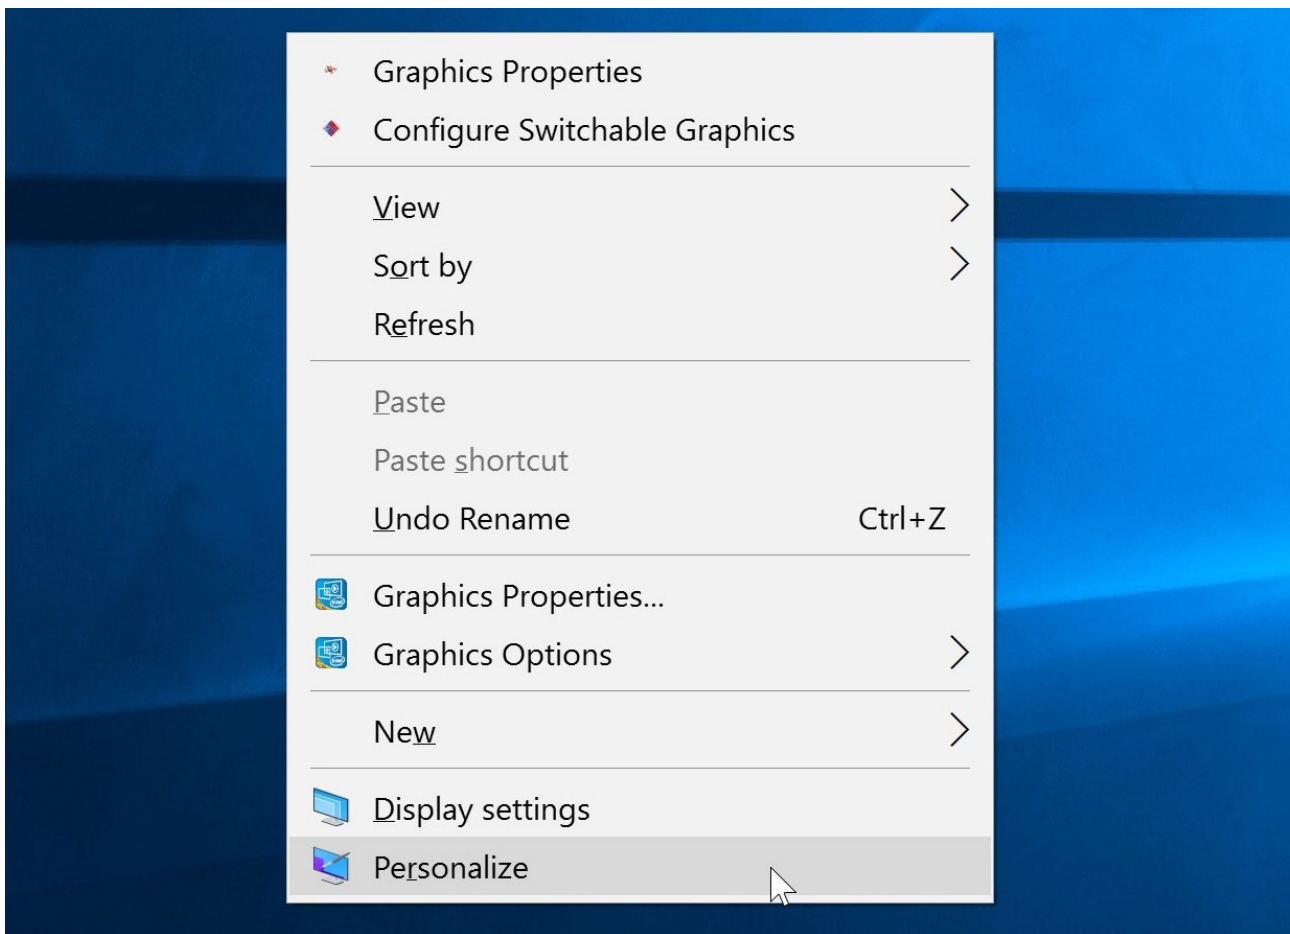 Graphics Properties
Configure Switchable Graphics
View
Sort by
Refresh
Paste
Paste shortcut
Undo Rename Ctrl+Z
Graphics Properties...
Graphics Options
New
Display settings
Personalize